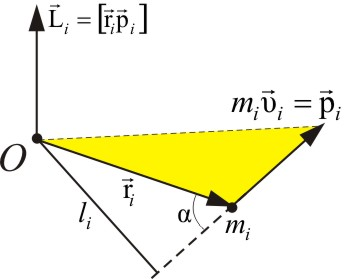 L⃗ᵢ = [r⃗ᵢp⃗ᵢ]
mᵢυ⃗ᵢ = p⃗ᵢ
O
r⃗ᵢ
lᵢ
α
mᵢ